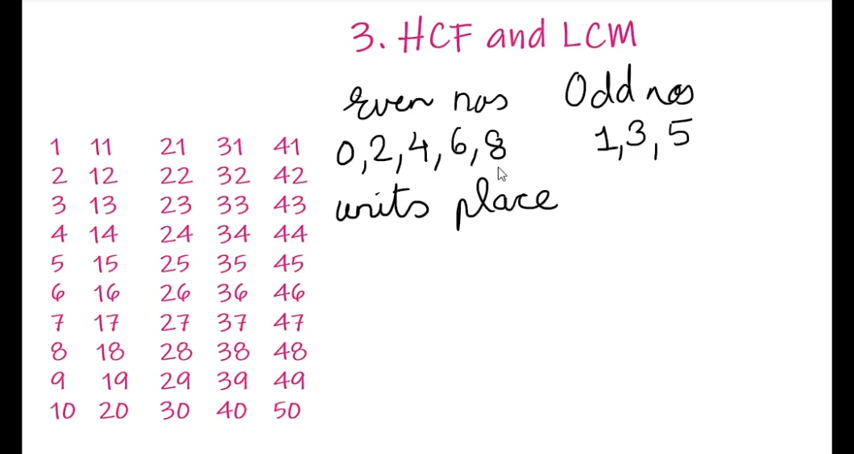 3. HCF and LCM
Even nos Odd nos
0,2,4,6,8 1,3,5
units place
1 11 21 31 41
2 12 22 32 42
3 13 23 33 43
4 14 24 34 44
5 15 25 35 45
6 16 26 36 46
7 17 27 37 47
8 18 28 38 48
9 19 29 39 49
10 20 30 40 50